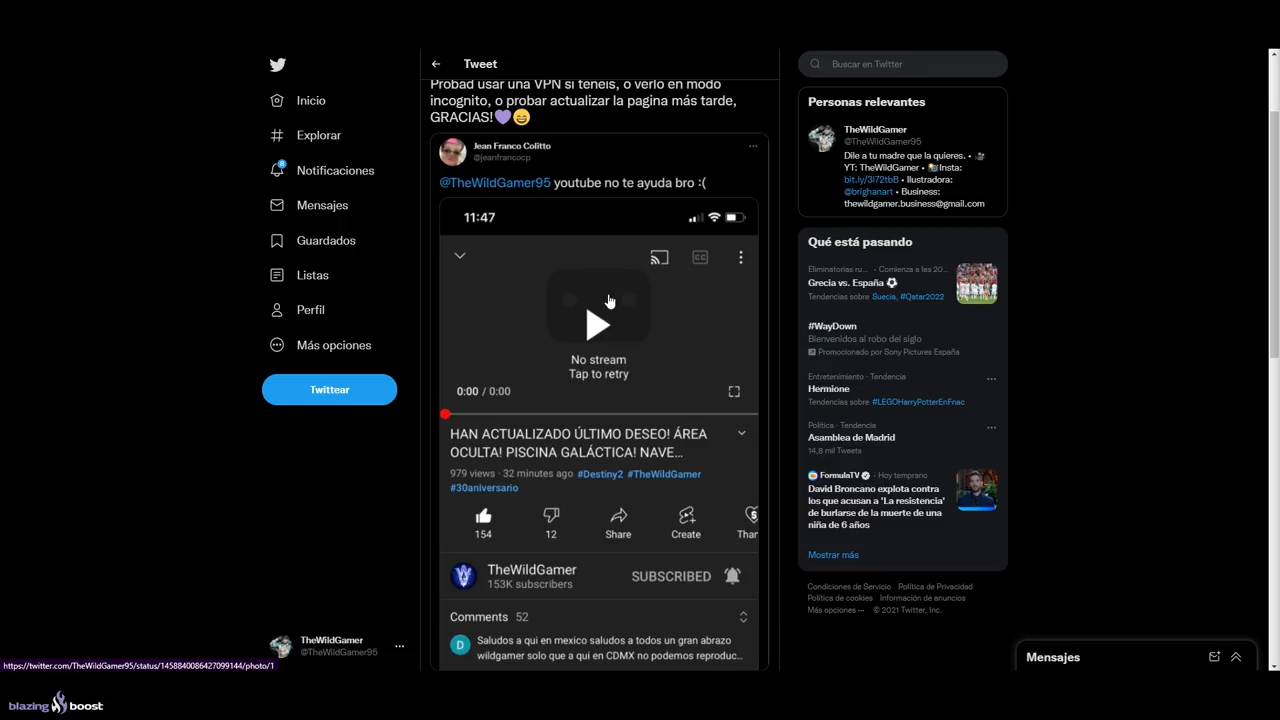 Tweet
Buscar en Twitter
Inicio
Explorar
8
Notificaciones
Mensajes
Guardados
Listas
Perfil
Más opciones
Twittear
TheWildGamer
@TheWildGamer95
https://twitter.com/TheWildGamer95/status/1458840086427099144/photo/1
blazing boost
Probad usar una VPN si teneis, o verlo en modo
incognito, o probar actualizar la pagina más tarde,
GRACIAS!💜😄
Jean Franco Colitto
@jeanfrancocp
@TheWildGamer95 youtube no te ayuda bro :(
11:47
CC
No stream
Tap to retry
0:00 / 0:00
HAN ACTUALIZADO ÚLTIMO DESEO! ÁREA
OCULTA! PISCINA GALÁCTICA! NAVE...
979 views · 32 minutes ago #Destiny2 #TheWildGamer
#30aniversario
154
12
Share
Create
Than
TheWildGamer
153K subscribers
SUBSCRIBED
Comments 52
D
Saludos a qui en mexico saludos a todos un gran abrazo
wildgamer solo que a qui en CDMX no podemos reproduc...
Personas relevantes
TheWildGamer
@TheWildGamer95
Dile a tu madre que la quieres. •
YT: TheWildGamer • 📸Insta:
bit.ly/3l72tbB • Ilustradora:
@brighanart • Business:
thewildgamer.business@gmail.com
Qué está pasando
Eliminatorias ru... · Comienza a las 20...
Grecia vs. España ⚽
Tendencias sobre Suecia, #Qatar2022
#WayDown
Bienvenidos al robo del siglo
Promocionado por Sony Pictures España
Entretenimiento · Tendencia
Hermione
Tendencias sobre #LEGOHarryPotterEnFnac
Política · Tendencia
Asamblea de Madrid
14,8 mil Tweets
FormulaTV · Hoy temprano
David Broncano explota contra
los que acusan a 'La resistencia'
de burlarse de la muerte de una
niña de 6 años
Mostrar más
Condiciones de Servicio Política de Privacidad
Política de cookies Información de anuncios
Más opciones ··· © 2021 Twitter, Inc.
Mensajes